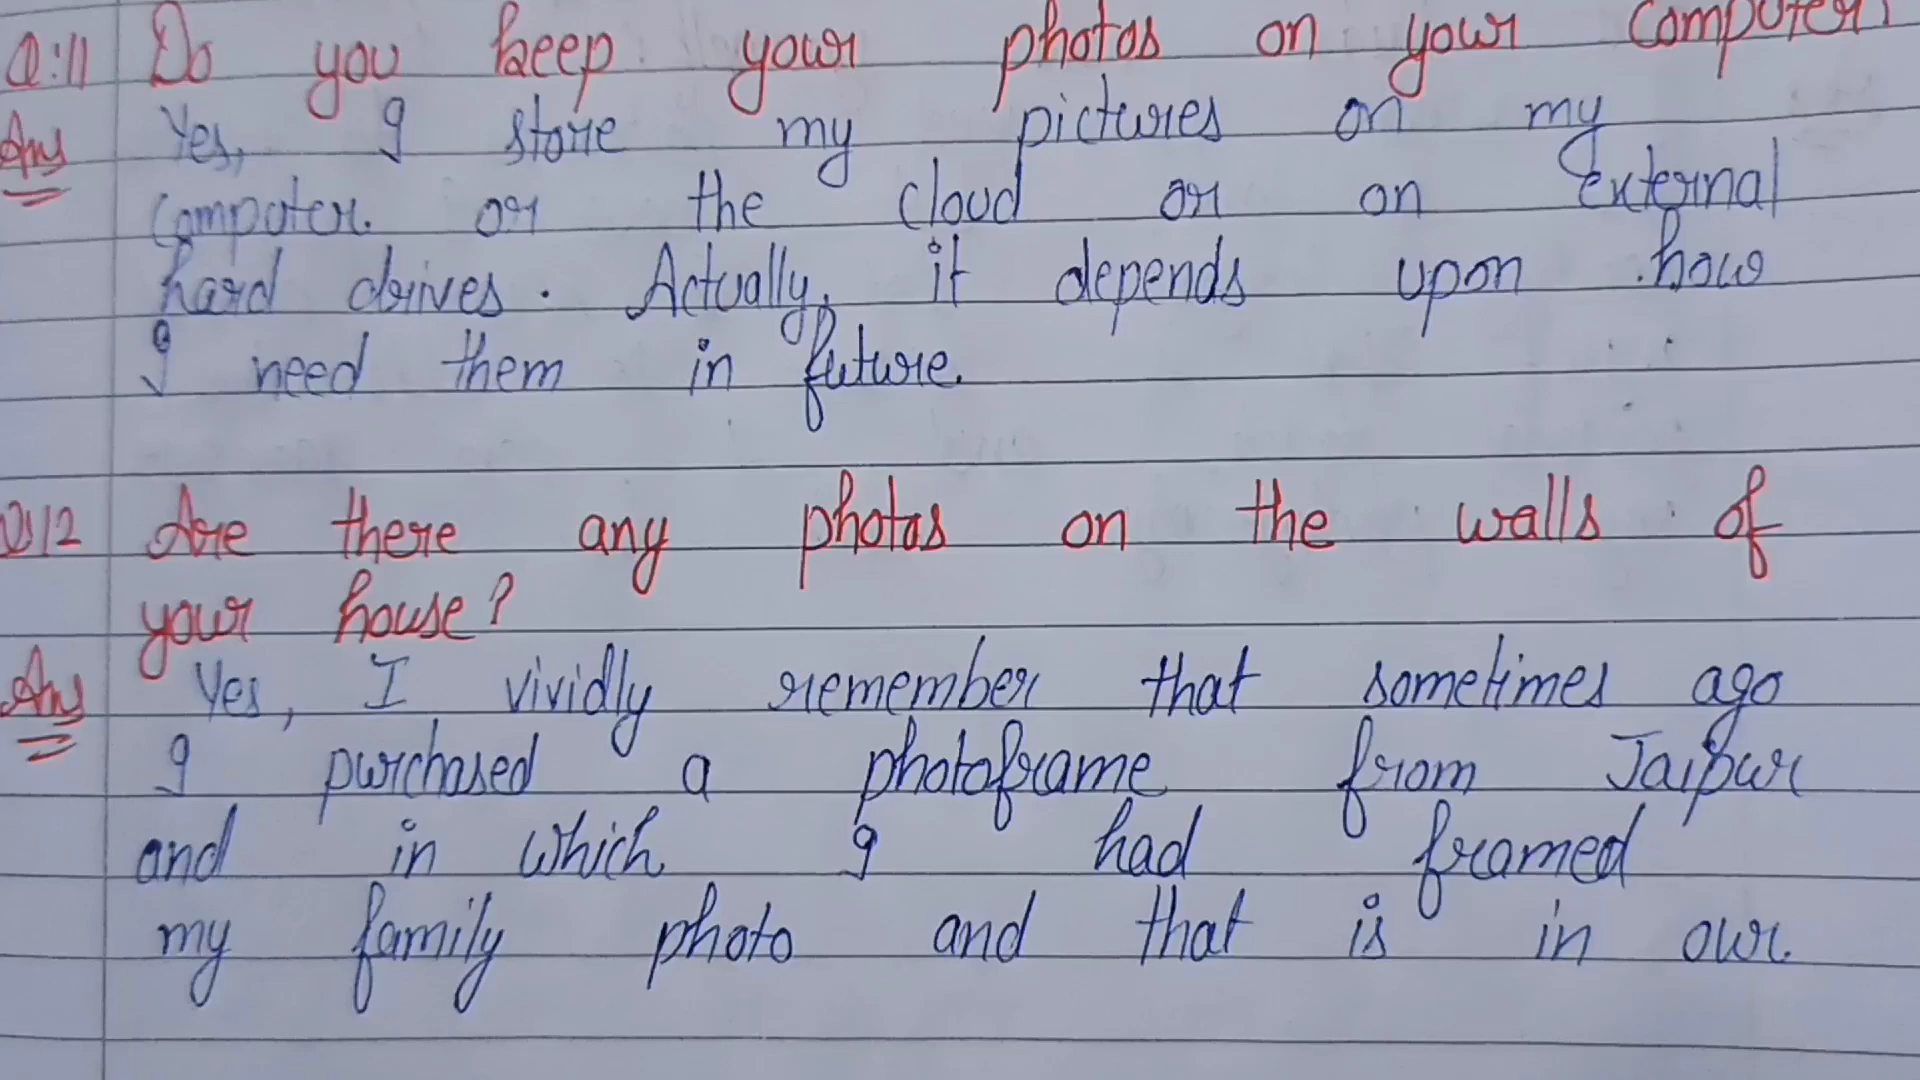 Q:11 Do you keep your photos on your computer?
Ans Yes, I store my pictures on my
computer. or the cloud or on External
hard drives. Actually, it depends upon how
I need them in future.
Q12 Are there any photos on the walls of
your house?
Ans Yes, I vividly remember that sometimes ago
I purchased a photoframe from Jaipur
and in which I had framed
my family photo and that is in our